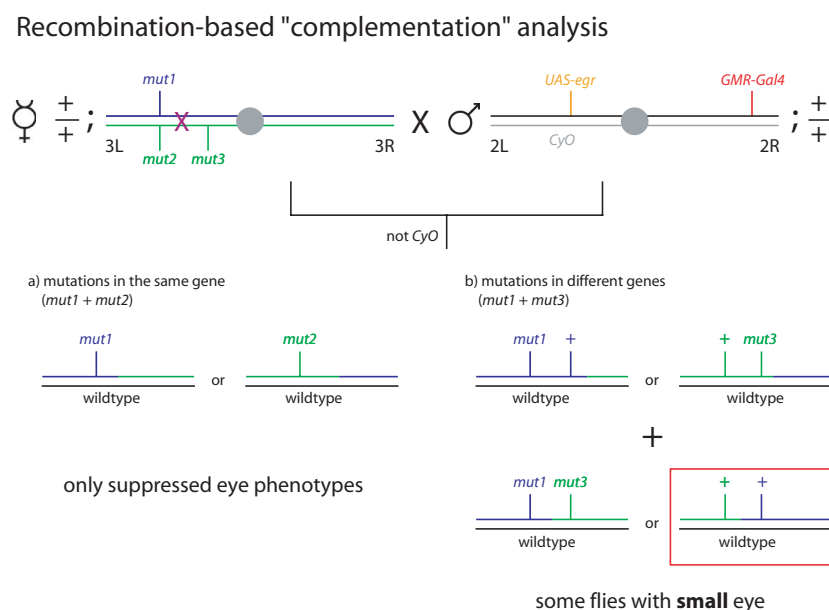 Recombination-based "complementation" analysis
mut1
UAS-egr
GMR-Gal4
+
+
;
X
X
;
+
+
3L
mut2
mut3
3R
2L
CyO
2R
not CyO
a) mutations in the same gene
(mut1 + mut2)
b) mutations in different genes
(mut1 + mut3)
mut1
mut2
mut1 +
+ mut3
or
or
wildtype
wildtype
wildtype
wildtype
+
only suppressed eye phenotypes
mut1 mut3
+ +
or
wildtype
wildtype
some flies with small eye